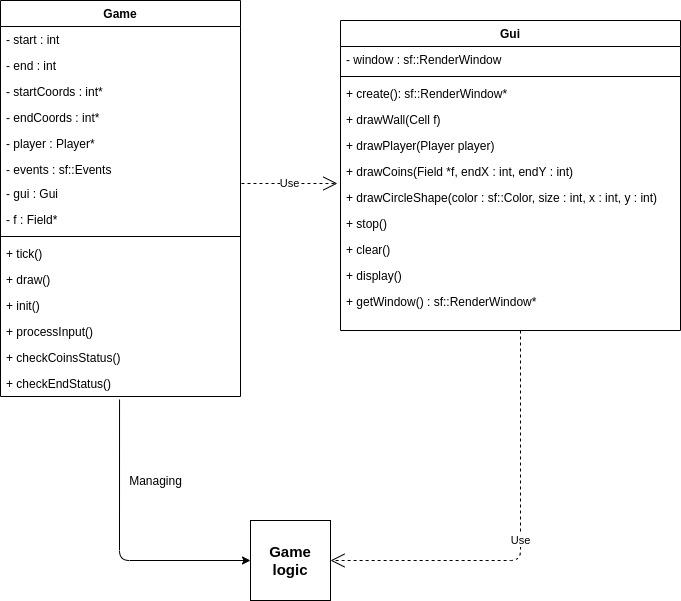 Game
- start : int
- end : int
- startCoords : int*
- endCoords : int*
- player : Player*
- events : sf::Events
- gui : Gui
- f : Field*
+ tick()
+ draw()
+ init()
+ processInput()
+ checkCoinsStatus()
+ checkEndStatus()
Use
Gui
- window : sf::RenderWindow
+ create(): sf::RenderWindow*
+ drawWall(Cell f)
+ drawPlayer(Player player)
+ drawCoins(Field *f, endX : int, endY : int)
+ drawCircleShape(color : sf::Color, size : int, x : int, y : int)
+ stop()
+ clear()
+ display()
+ getWindow() : sf::RenderWindow*
Managing
Use
Game
logic